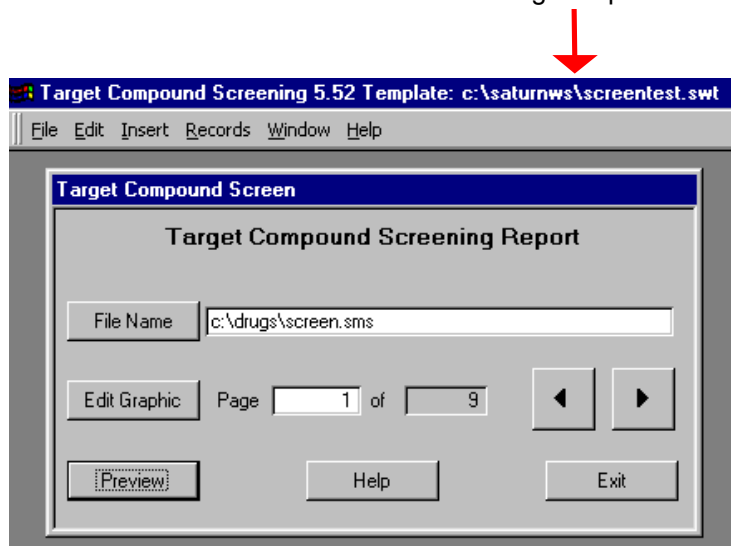 Target Compound Screening 5.52 Template: c:\saturnws\screentest.swt
File Edit Insert Records Window Help
Target Compound Screen
Target Compound Screening Report
File Name c:\drugs\screen.sms
Edit Graphic Page 1 of 9
Preview Help Exit